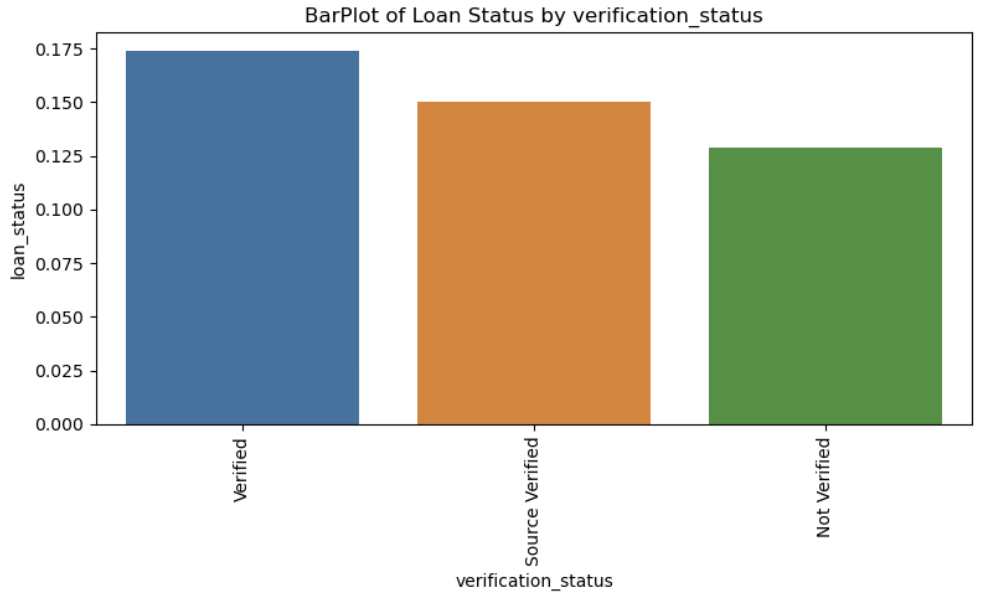 BarPlot of Loan Status by verification_status
loan_status
0.175
0.150
0.125
0.100
0.075
0.050
0.025
0.000
Verified
Source Verified
Not Verified
verification_status